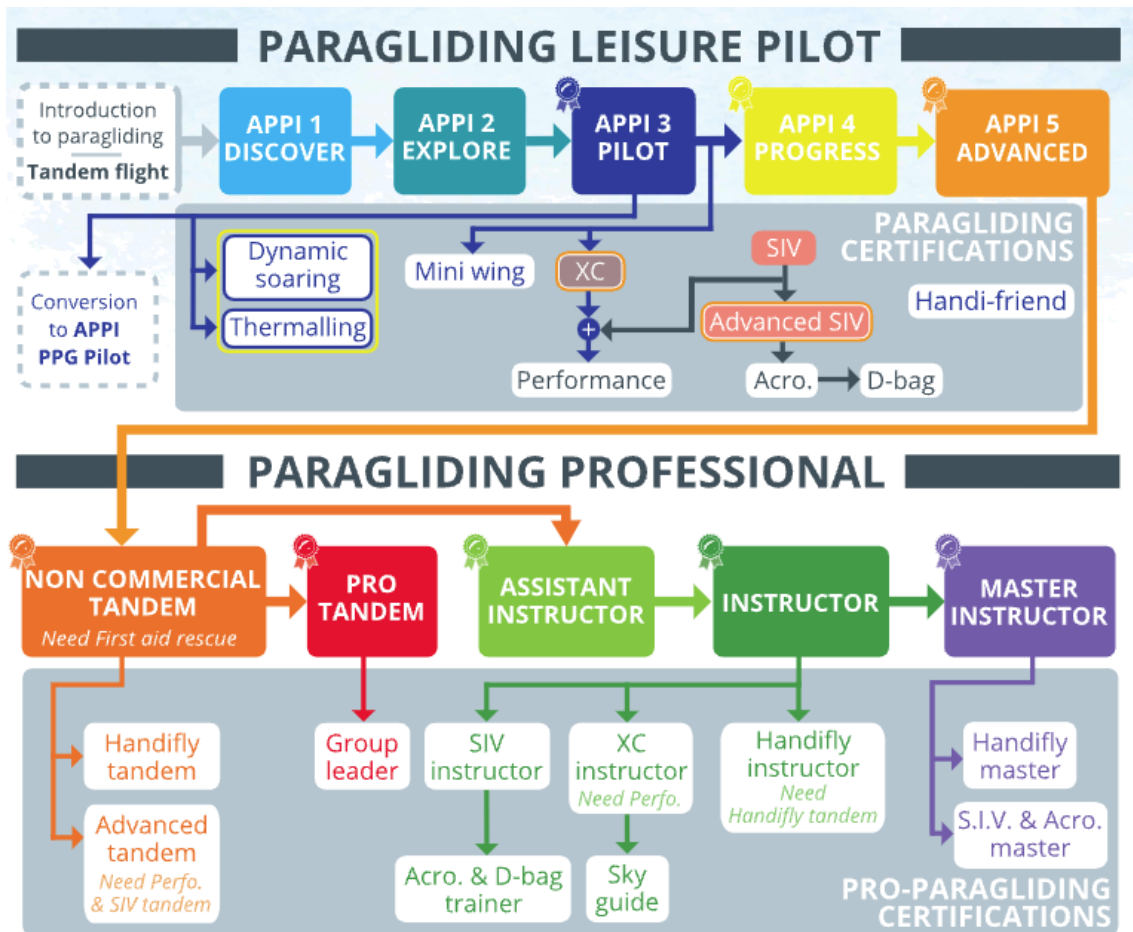 PARAGLIDING LEISURE PILOT
Introduction
to paragliding
Tandem flight
APPI 1
DISCOVER
APPI 2
EXPLORE
APPI 3
PILOT
APPI 4
PROGRESS
APPI 5
ADVANCED
PARAGLIDING
CERTIFICATIONS
Conversion
to APPI
PPG Pilot
Dynamic
soaring
Thermalling
Mini wing
XC
+
Performance
SIV
Advanced SIV
Acro.
D-bag
Handi-friend
PARAGLIDING PROFESSIONAL
NON COMMERCIAL
TANDEM
Need First aid rescue
PRO
TANDEM
ASSISTANT
INSTRUCTOR
INSTRUCTOR
MASTER
INSTRUCTOR
Handifly
tandem
Advanced
tandem
Need Perfo.
& SIV tandem
Group
leader
SIV
instructor
Acro. & D-bag
trainer
XC
instructor
Need Perfo.
Sky
guide
Handifly
instructor
Need
Handifly tandem
Handifly
master
S.I.V. & Acro.
master
PRO-PARAGLIDING
CERTIFICATIONS